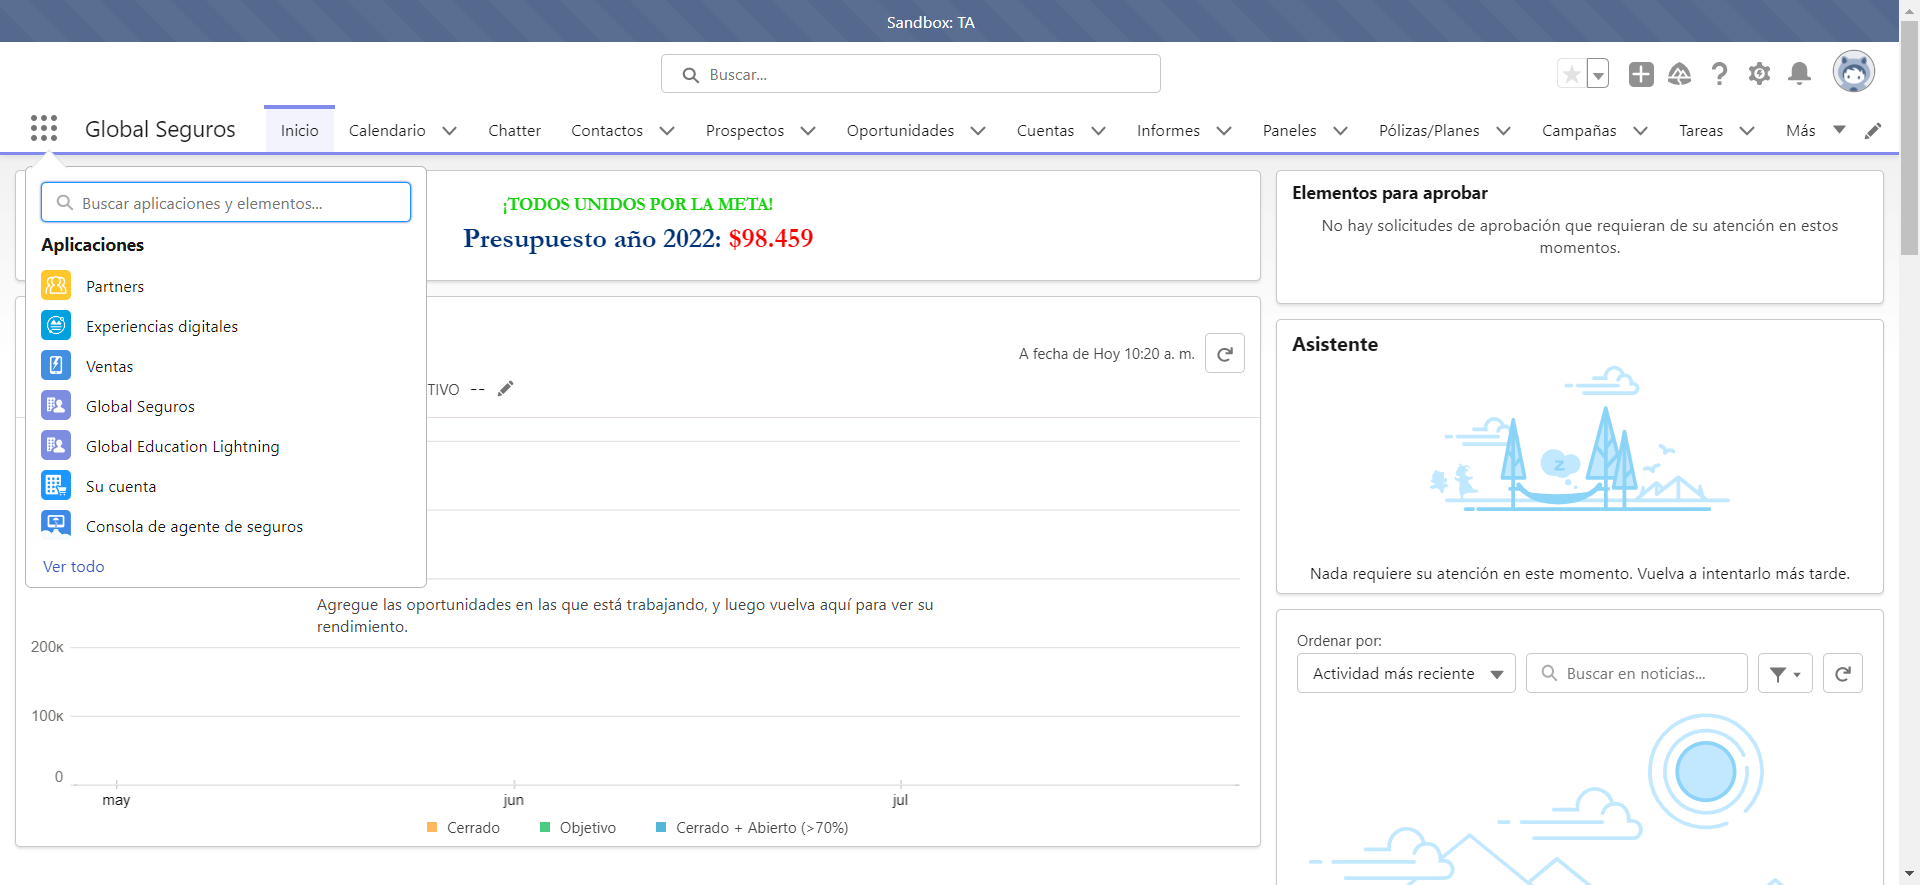 Sandbox: TA
Buscar...
Global Seguros
Inicio
Calendario
Chatter
Contactos
Prospectos
Oportunidades
Cuentas
Informes
Paneles
Pólizas/Planes
Campañas
Tareas
Más
Buscar aplicaciones y elementos...
Aplicaciones
Partners
Experiencias digitales
Ventas
Global Seguros
Global Education Lightning
Su cuenta
Consola de agente de seguros
Ver todo
¡TODOS UNIDOS POR LA META!
Presupuesto año 2022: $98.459
A fecha de Hoy 10:20 a. m.
TIVO --
Agregue las oportunidades en las que está trabajando, y luego vuelva aquí para ver su
rendimiento.
200K
100K
0
may
jun
jul
Cerrado
Objetivo
Cerrado + Abierto (>70%)
Elementos para aprobar
No hay solicitudes de aprobación que requieran de su atención en estos
momentos.
Asistente
z
Nada requiere su atención en este momento. Vuelva a intentarlo más tarde.
Ordenar por:
Actividad más reciente
Buscar en noticias...